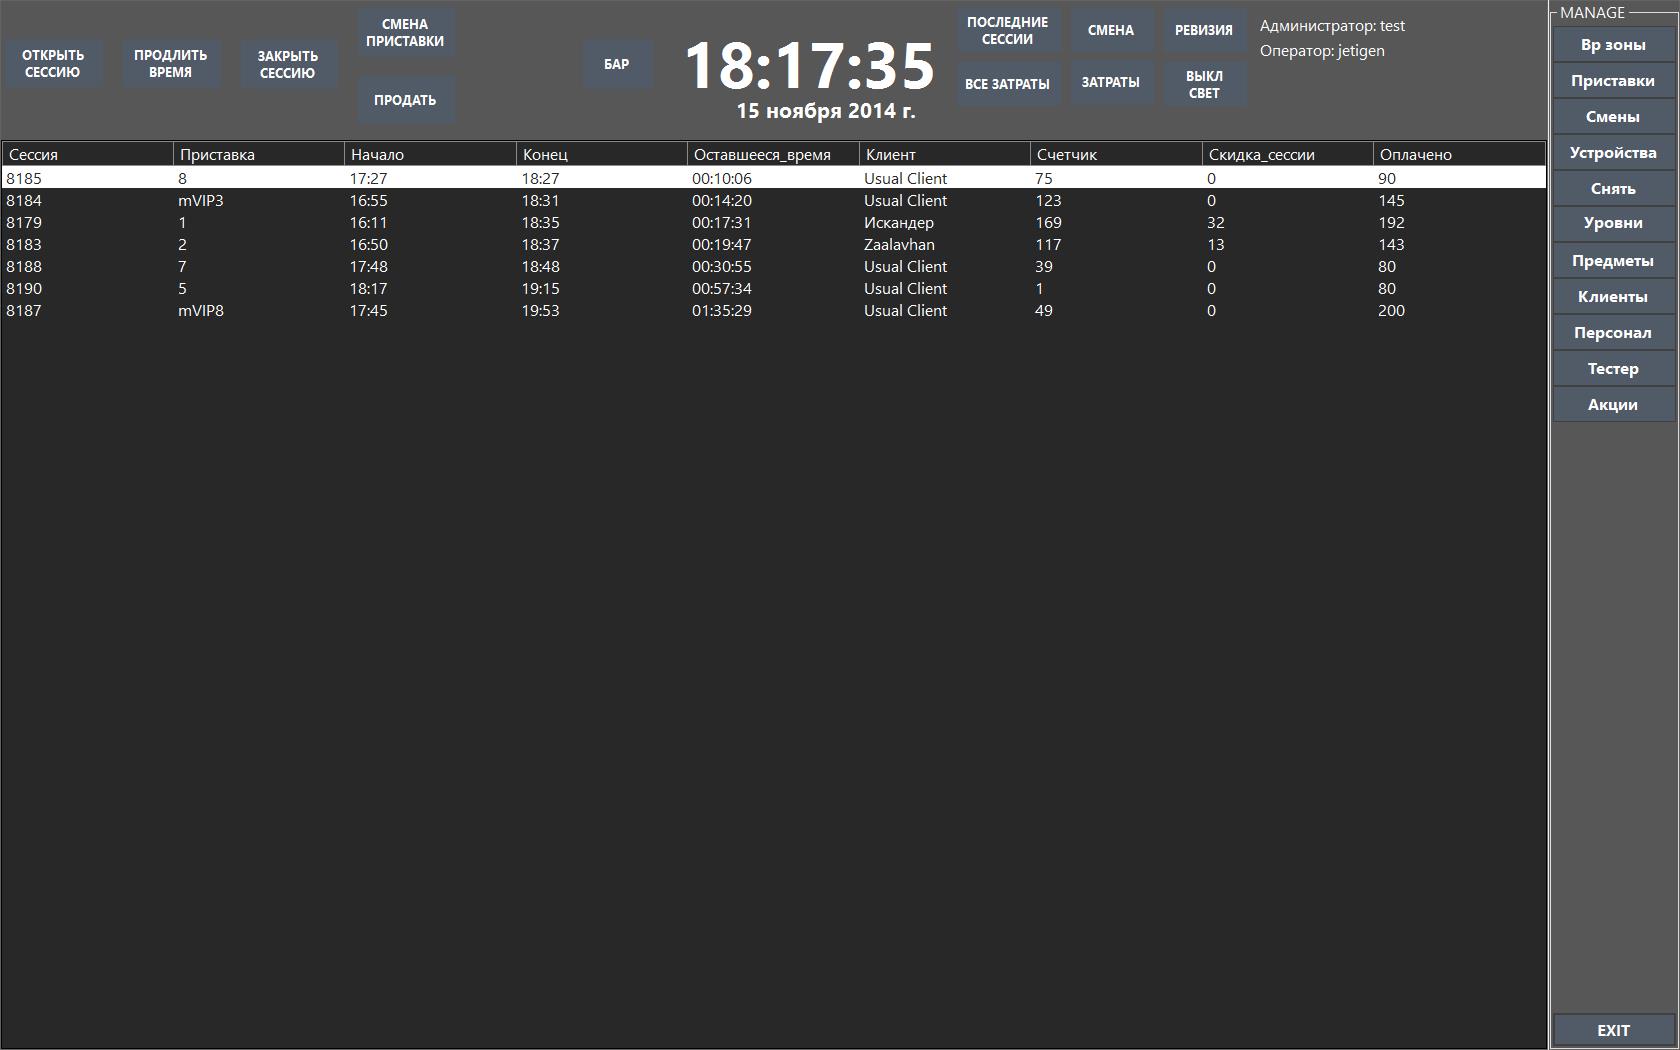 ОТКРЫТЬ
СЕССИЮ
ПРОДЛИТЬ
ВРЕМЯ
ЗАКРЫТЬ
СЕССИЮ
СМЕНА
ПРИСТАВКИ
ПРОДАТЬ
БАР
18:17:35
15 ноября 2014 г.
ПОСЛЕДНИЕ
СЕССИИ
СМЕНА
РЕВИЗИЯ
ВСЕ ЗАТРАТЫ
ЗАТРАТЫ
ВЫКЛ
СВЕТ
Администратор: test
Оператор: jetigen
Сессия Приставка Начало Конец Оставшееся_время Клиент Счетчик Скидка_сессии Оплачено
8185 8 17:27 18:27 00:10:06 Usual Client 75 0 90
8184 mVIP3 16:55 18:31 00:14:20 Usual Client 123 0 145
8179 1 16:11 18:35 00:17:31 Искандер 169 32 192
8183 2 16:50 18:37 00:19:47 Zaalavhan 117 13 143
8188 7 17:48 18:48 00:30:55 Usual Client 39 0 80
8190 5 18:17 19:15 00:57:34 Usual Client 1 0 80
8187 mVIP8 17:45 19:53 01:35:29 Usual Client 49 0 200
MANAGE
Вр зоны
Приставки
Смены
Устройства
Снять
Уровни
Предметы
Клиенты
Персонал
Тестер
Акции
EXIT